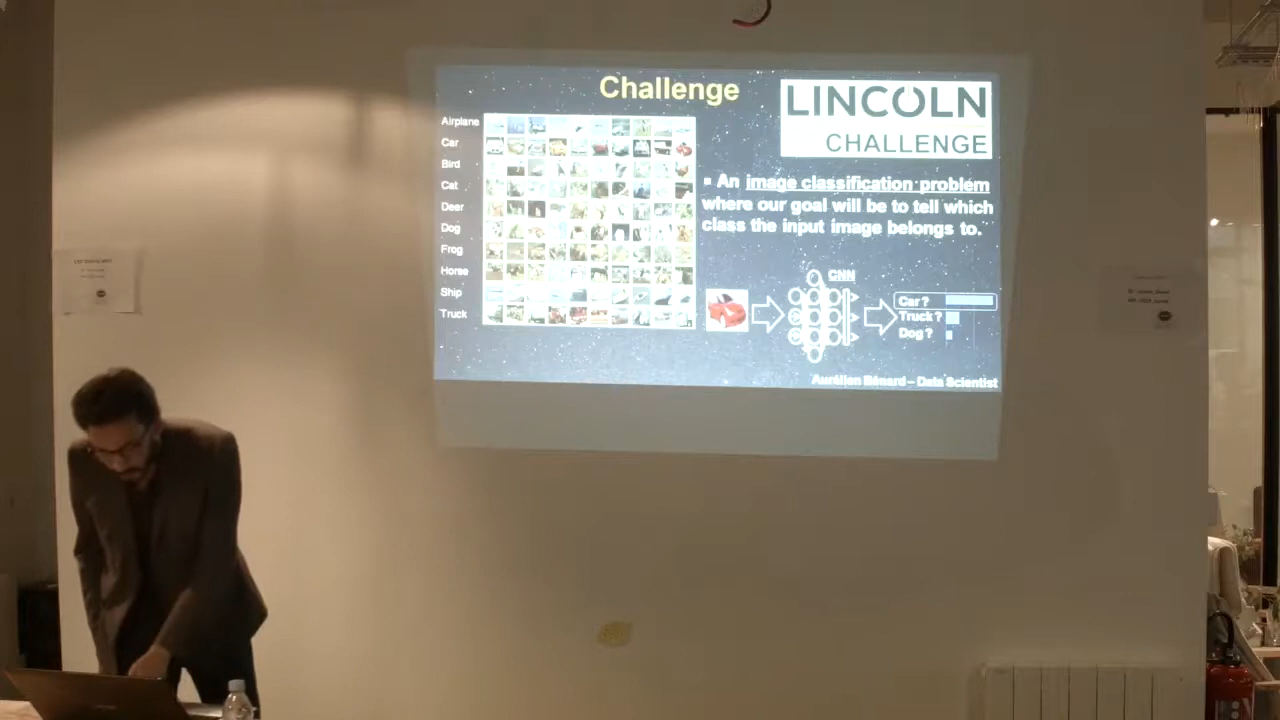 Challenge
LINCOLN
CHALLENGE
Airplane
Car
Bird
Cat
Deer
Dog
Frog
Horse
Ship
Truck
▪ An image classification problem
where our goal will be to tell which
class the input image belongs to.
CNN
Car ?
Truck ?
Dog ?
Aurélien Bénard – Data Scientist